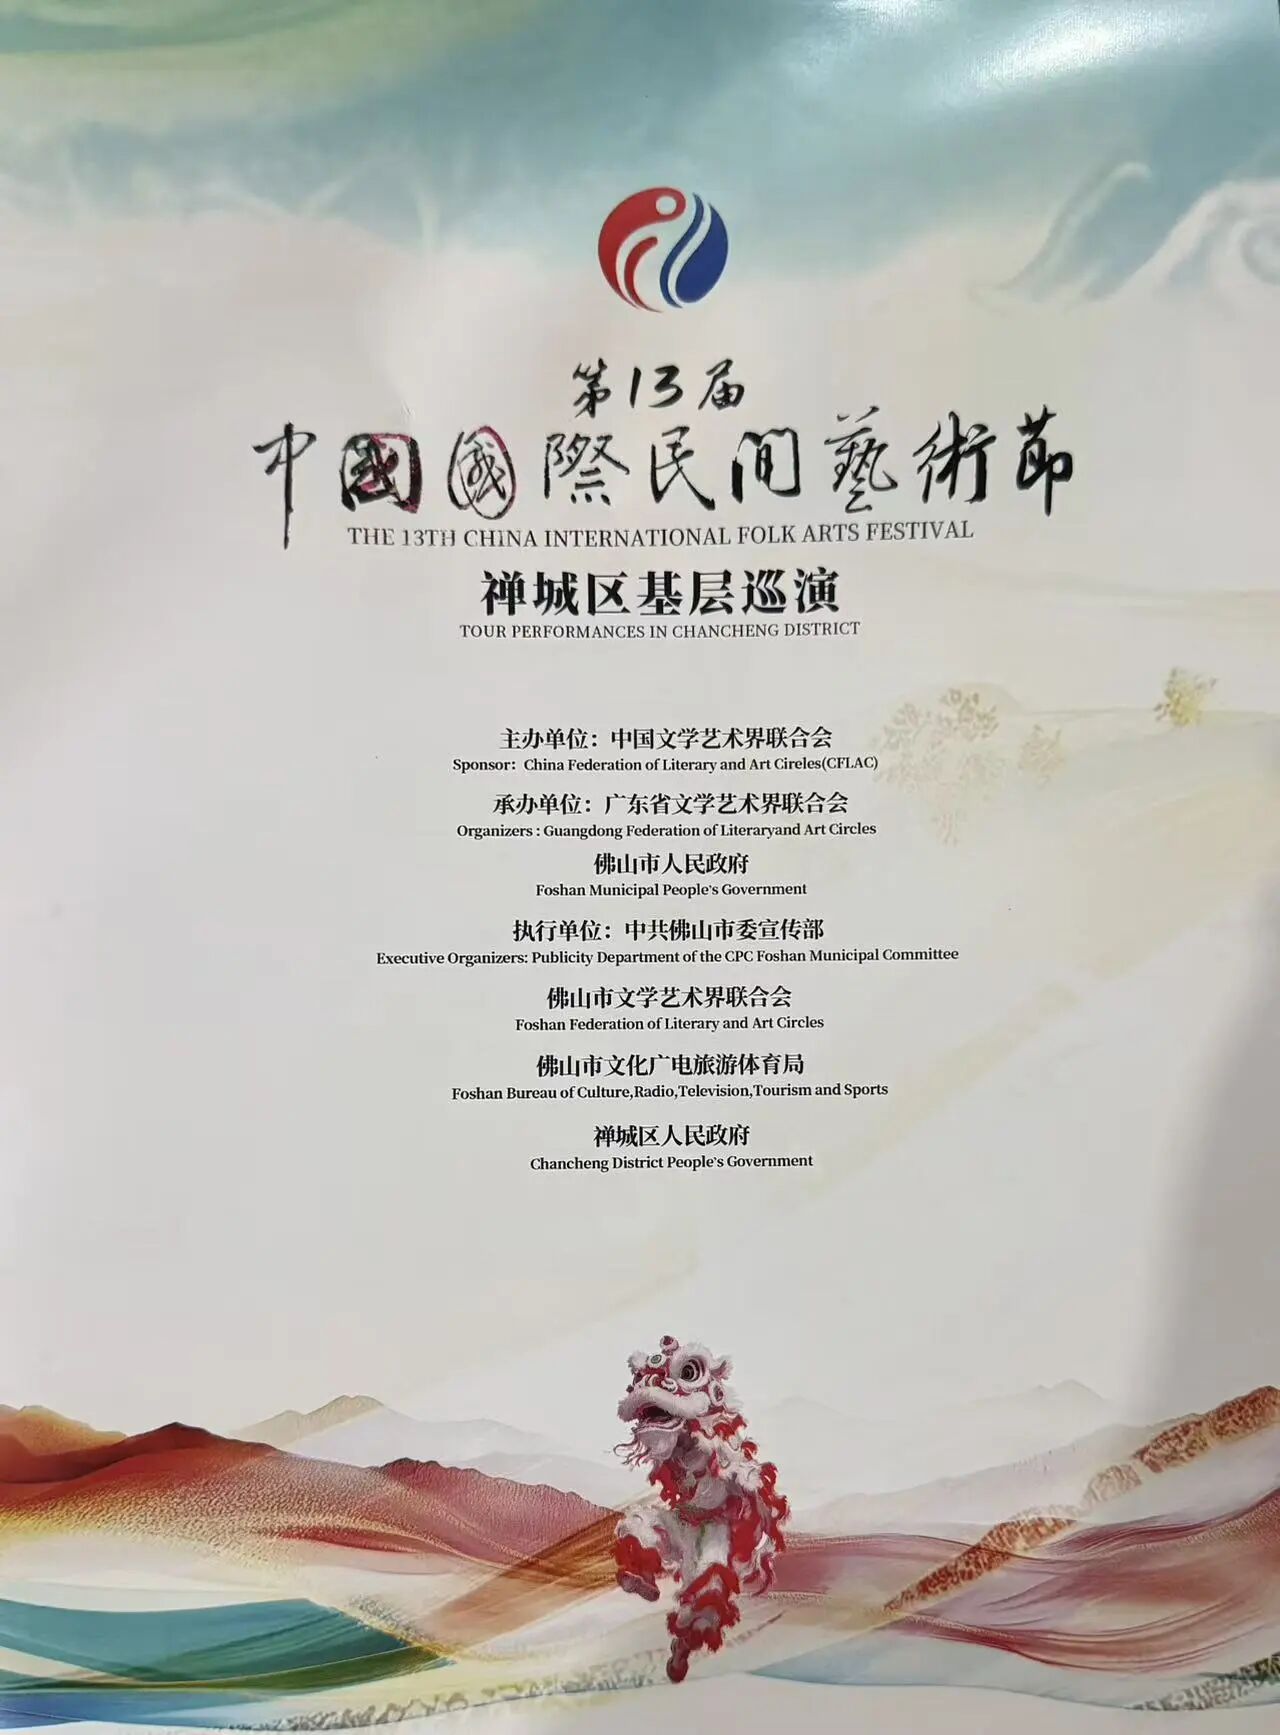 第13届
中國國際民间藝術節
THE 13TH CHINA INTERNATIONAL FOLK ARTS FESTIVAL
禅城区基层巡演
TOUR PERFORMANCES IN CHANCHENG DISTRICT
主办单位：中国文学艺术界联合会
Sponsor：China Federation of Literary and Art Cireles(CFLAC)
承办单位：广东省文学艺术界联合会
Organizers : Guangdong Federation of Literaryand Art Circles
佛山市人民政府
Foshan Municipal People's Government
执行单位：中共佛山市委宣传部
Executive Organizers: Publicity Department of the CPC Foshan Municipal Committee
佛山市文学艺术界联合会
Foshan Federation of Literary and Art Circles
佛山市文化广电旅游体育局
Foshan Bureau of Culture,Radio,Television,Tourism and Sports
禅城区人民政府
Chancheng District People's Government